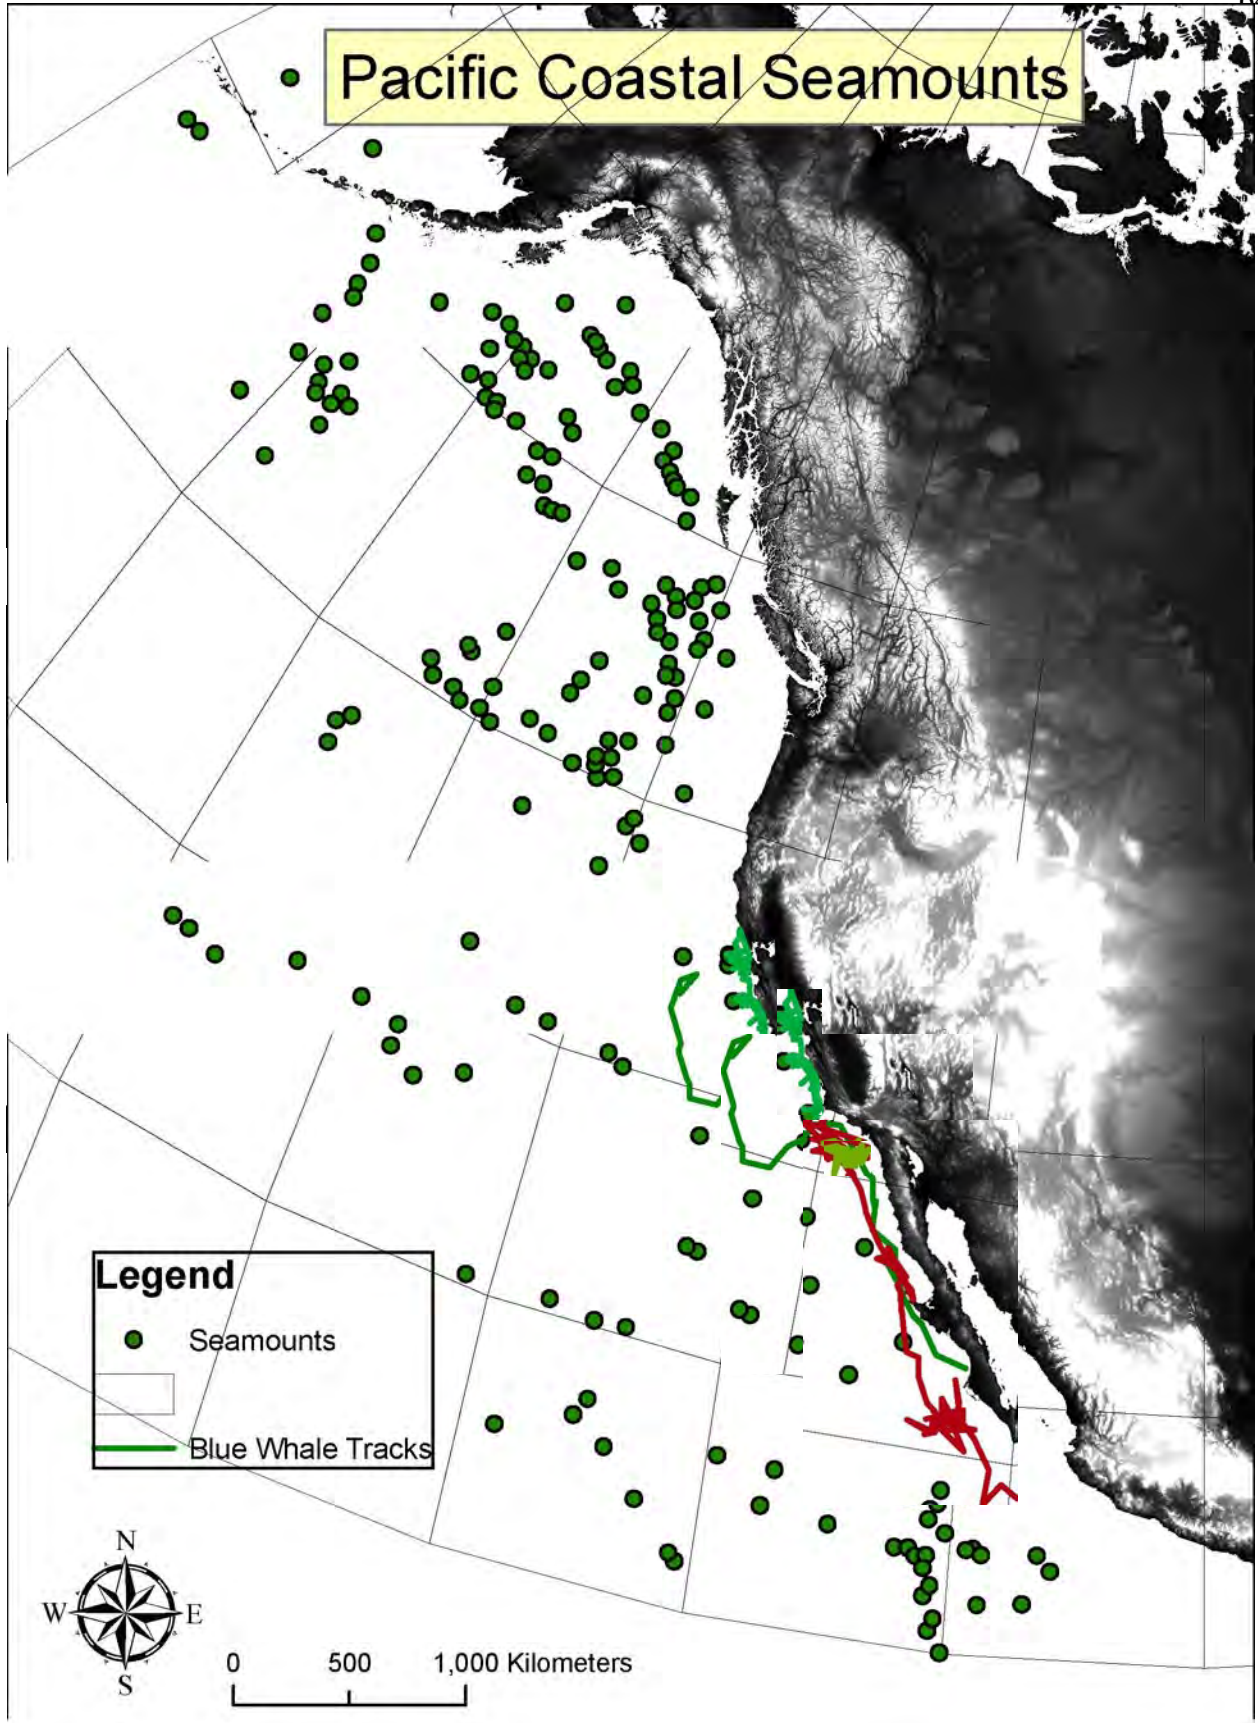 Pacific Coastal Seamounts
Legend
Seamounts
Blue Whale Tracks
N
W E
S
0 500 1,000 Kilometers